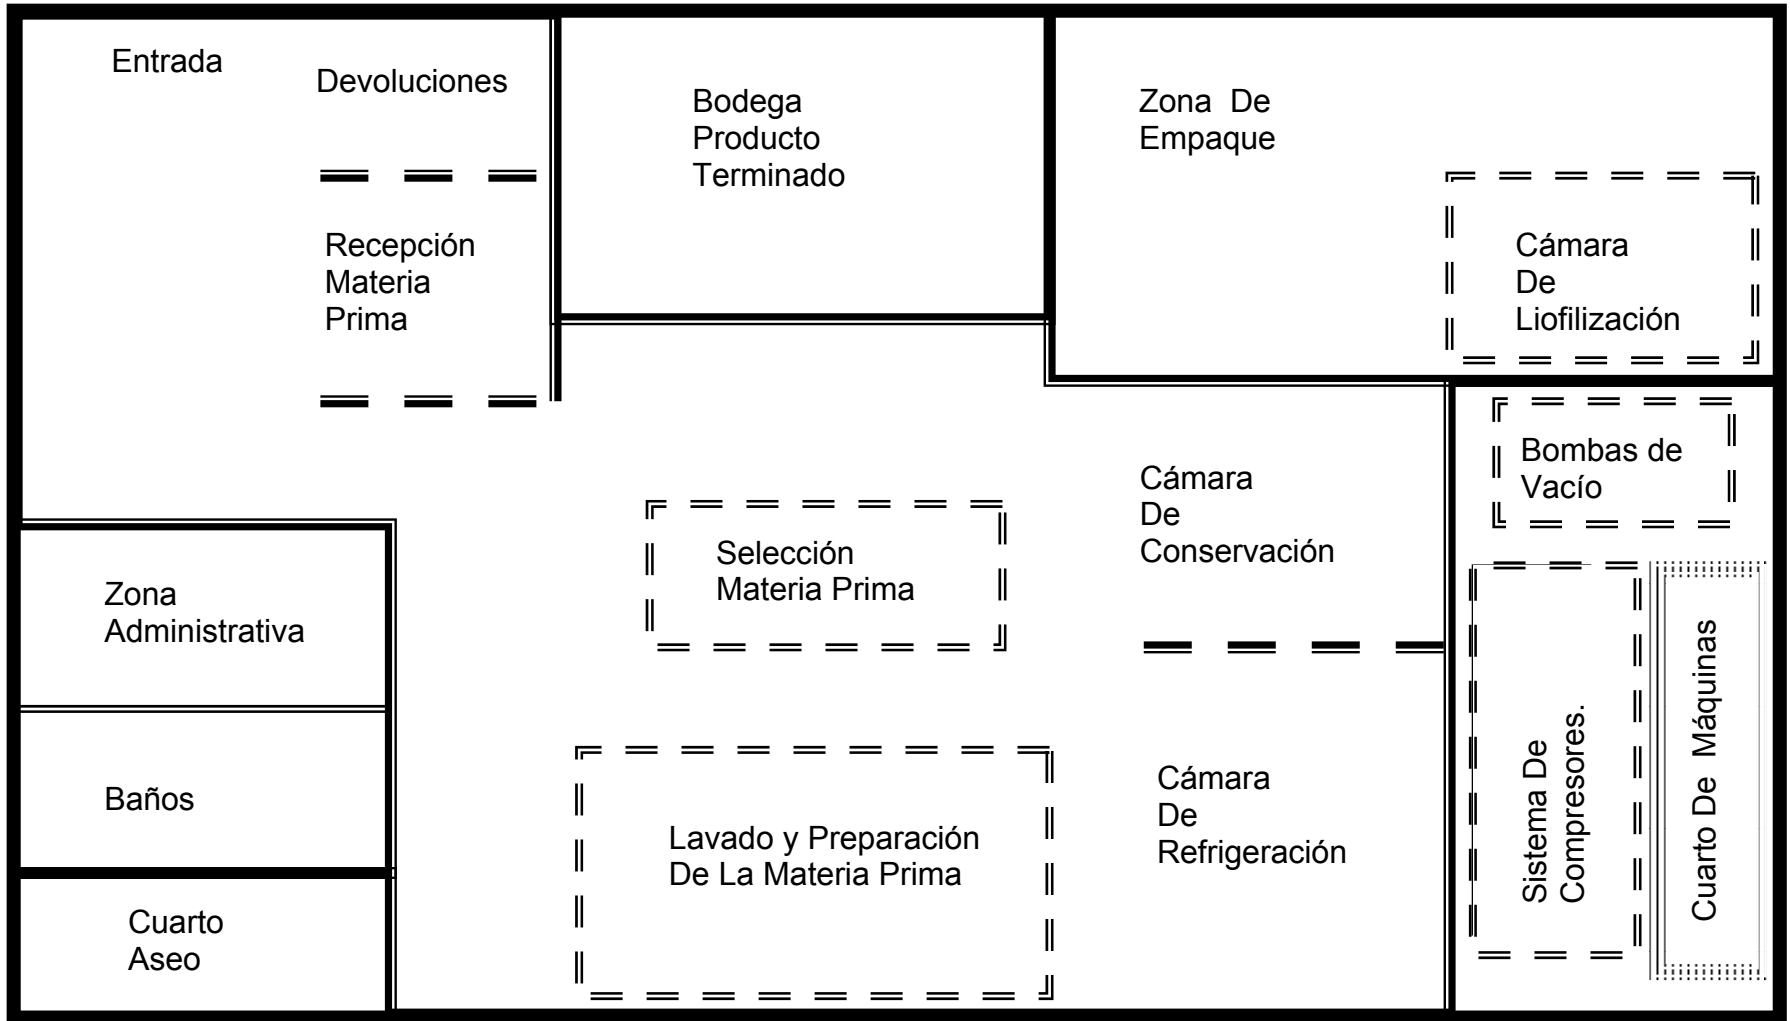 Entrada
Devoluciones
Bodega
Producto
Terminado
Zona De
Empaque
Recepción
Materia
Prima
Cámara
De
Liofilización
Bombas de
Vacío
Cámara
De
Conservación
Selección
Materia Prima
Zona
Administrativa
Baños
Lavado y Preparación
De La Materia Prima
Cámara
De
Refrigeración
Sistema De
Compresores.
Cuarto De Máquinas
Cuarto
Aseo